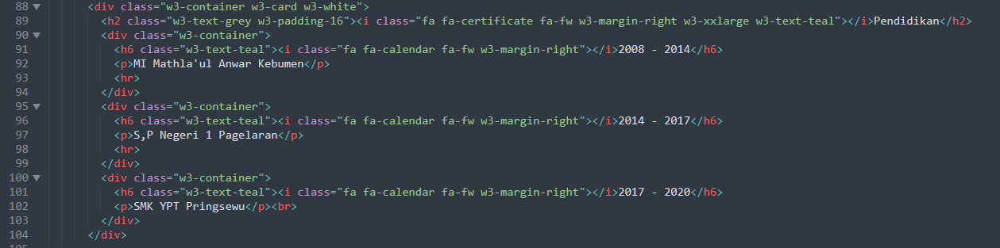 88 <div class="w3-container w3-card w3-white">
89 <h2 class="w3-text-grey w3-padding-16"><i class="fa fa-certificate fa-fw w3-margin-right w3-xxlarge w3-text-teal"></i>Pendidikan</h2>
90 <div class="w3-container">
91 <h6 class="w3-text-teal"><i class="fa fa-calendar fa-fw w3-margin-right"></i>2008 - 2014</h6>
92 <p>MI Mathla'ul Anwar Kebumen</p>
93 <hr>
94 </div>
95 <div class="w3-container">
96 <h6 class="w3-text-teal"><i class="fa fa-calendar fa-fw w3-margin-right"></i>2014 - 2017</h6>
97 <p>S,P Negeri 1 Pagelaran</p>
98 <hr>
99 </div>
100 <div class="w3-container">
101 <h6 class="w3-text-teal"><i class="fa fa-calendar fa-fw w3-margin-right"></i>2017 - 2020</h6>
102 <p>SMK YPT Pringsewu</p><br>
103 </div>
104 </div>